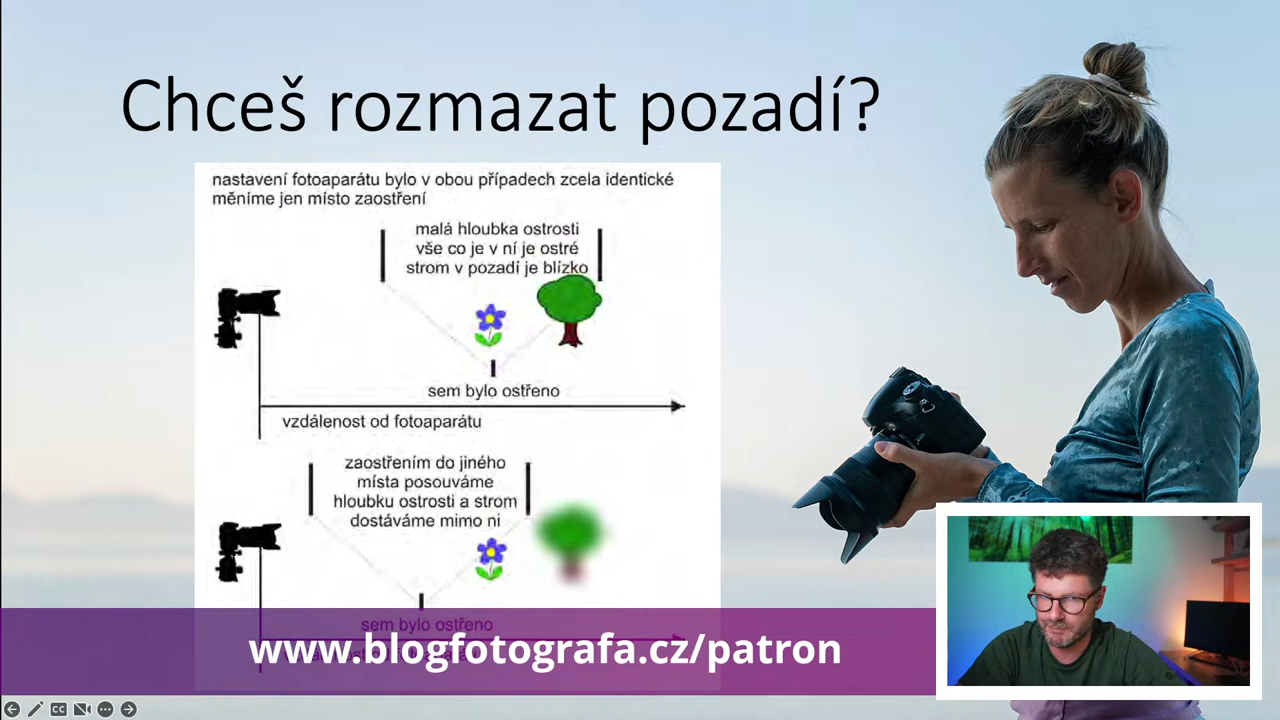 Chceš rozmazat pozadí?
nastavení fotoaparátu bylo v obou případech zcela identické
měníme jen místo zaostření
malá hloubka ostrosti
vše co je v ní je ostré
strom v pozadí je blízko
sem bylo ostřeno
vzdálenost od fotoaparátu
zaostřením do jiného
místa posouváme
hloubku ostrosti a strom
dostáváme mimo ni
sem bylo ostřeno
www.blogfotografa.cz/patron
CC